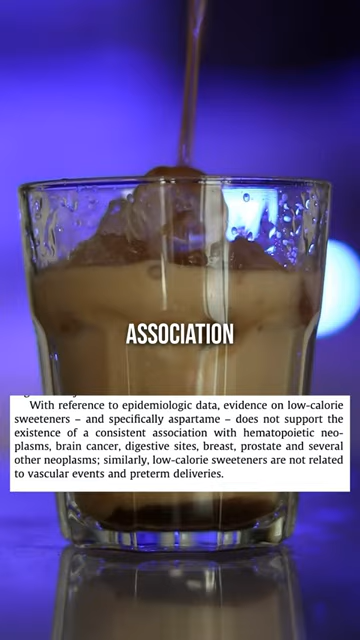 ASSOCIATION
With reference to epidemiologic data, evidence on low-calorie
sweeteners – and specifically aspartame – does not support the
existence of a consistent association with hematopoietic neo-
plasms, brain cancer, digestive sites, breast, prostate and several
other neoplasms; similarly, low-calorie sweeteners are not related
to vascular events and preterm deliveries.